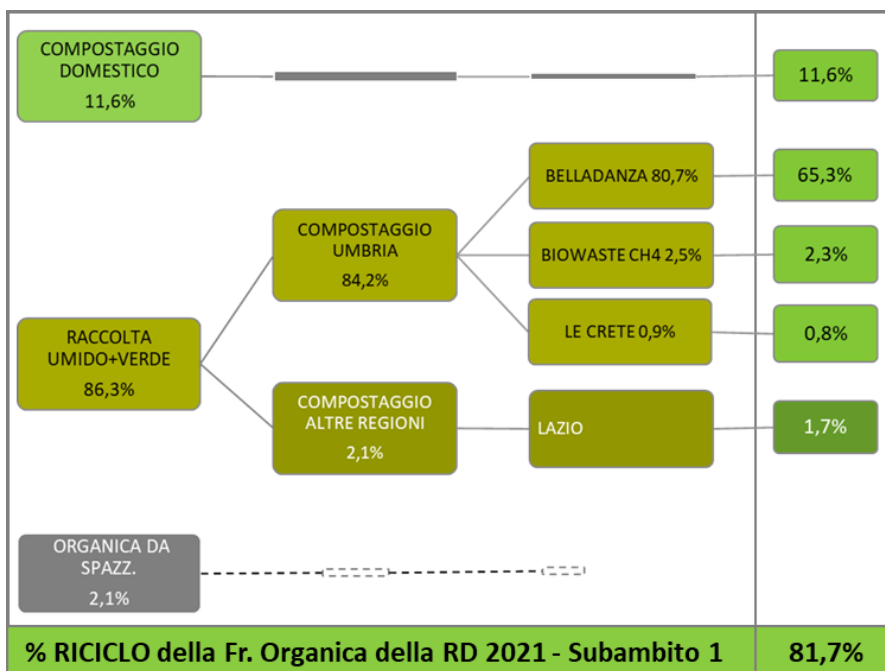 COMPOSTAGGIO
DOMESTICO
11,6%
11,6%
BELLADANZA 80,7%
65,3%
COMPOSTAGGIO
UMBRIA
84,2%
BIOWASTE CH4 2,5%
2,3%
LE CRETE 0,9%
0,8%
RACCOLTA
UMIDO+VERDE
86,3%
COMPOSTAGGIO
ALTRE REGIONI
2,1%
LAZIO
1,7%
ORGANICA DA
SPAZZ.
2,1%
% RICICLO della Fr. Organica della RD 2021 - Subambito 1
81,7%